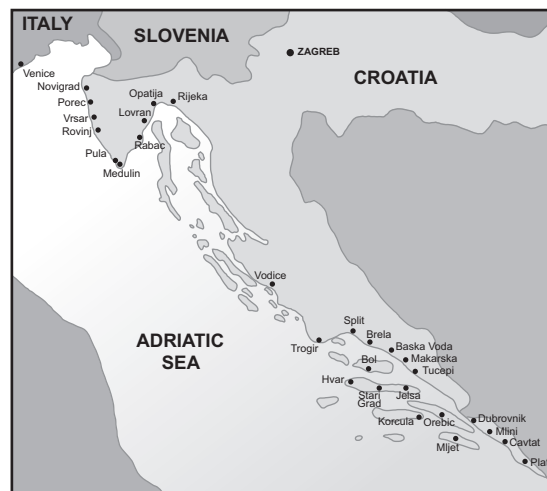 ITALY
SLOVENIA
ZAGREB
CROATIA
Venice
Novigrad
Opatija
Rijeka
Porec
Lovran
Vrsar
Rovinj
Rabac
Pula
Medulin
Vodice
ADRIATIC
SEA
Split
Trogir
Brela
Baska Voda
Bol
Makarska
Tucepi
Hvar
Stari
Grad
Jelsa
Korcula
Orebic
Dubrovnik
Mlini
Mljet
Cavtat
Plat